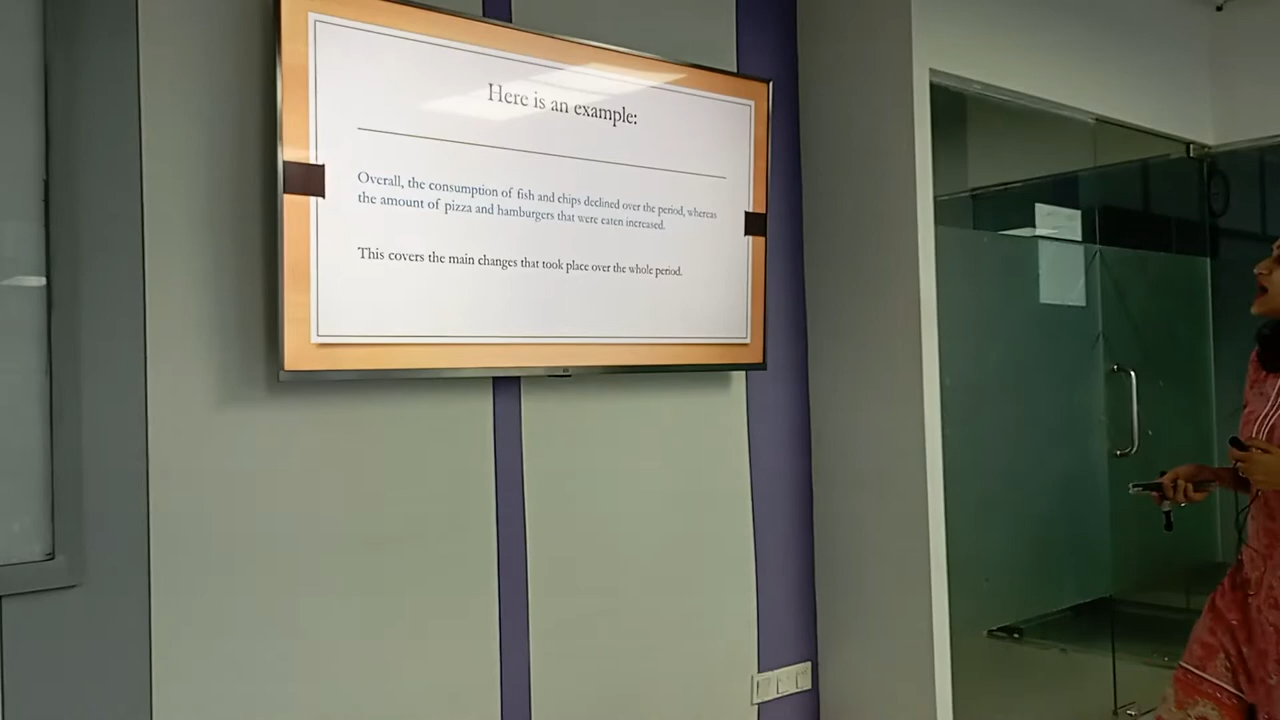 Here is an example:
Overall, the consumption of fish and chips declined over the period, whereas
the amount of pizza and hamburgers that were eaten increased.
This covers the main changes that took place over the whole period.